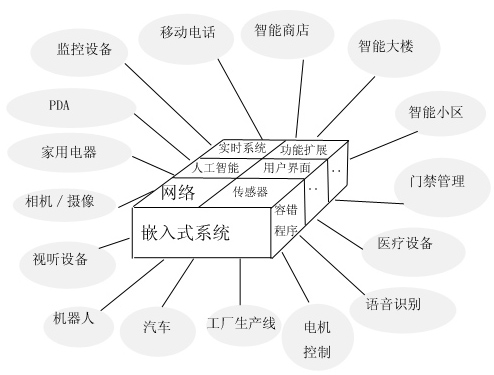 移动电话
智能商店
监控设备
智能大楼
PDA
智能小区
家用电器
实时系统
功能扩展
人工智能
用户界面
··
门禁管理
相机/摄像
网络
传感器
··
容错
程序
嵌入式系统
医疗设备
视听设备
语音识别
机器人
汽车
工厂生产线
电机
控制